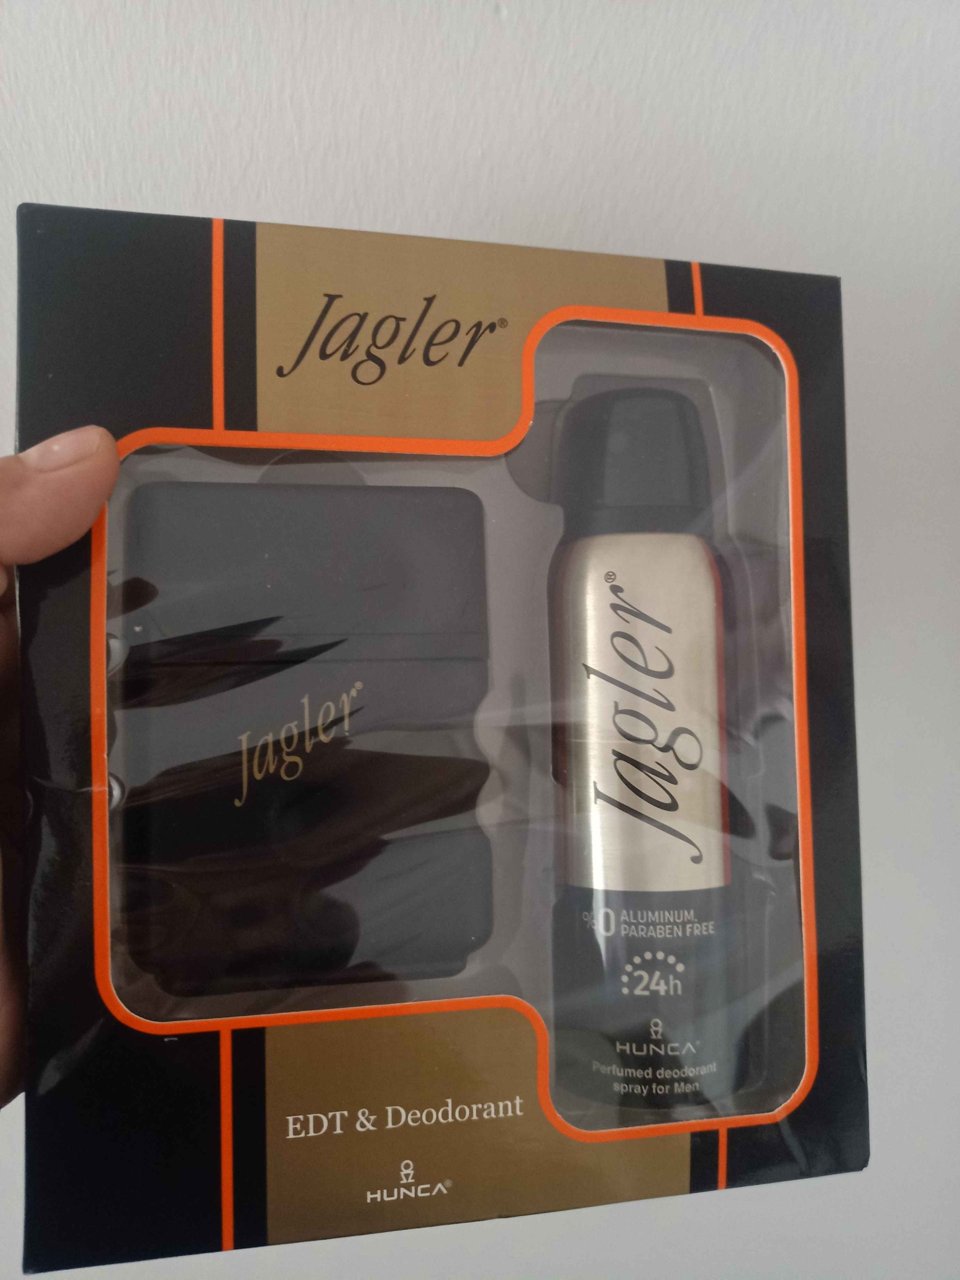 Jagler®
Jagler®
Jagler®
%0 ALUMINUM,
PARABEN FREE
24h
HUNCA®
Perfumed deodorant
spray for Men
EDT & Deodorant
HUNCA®